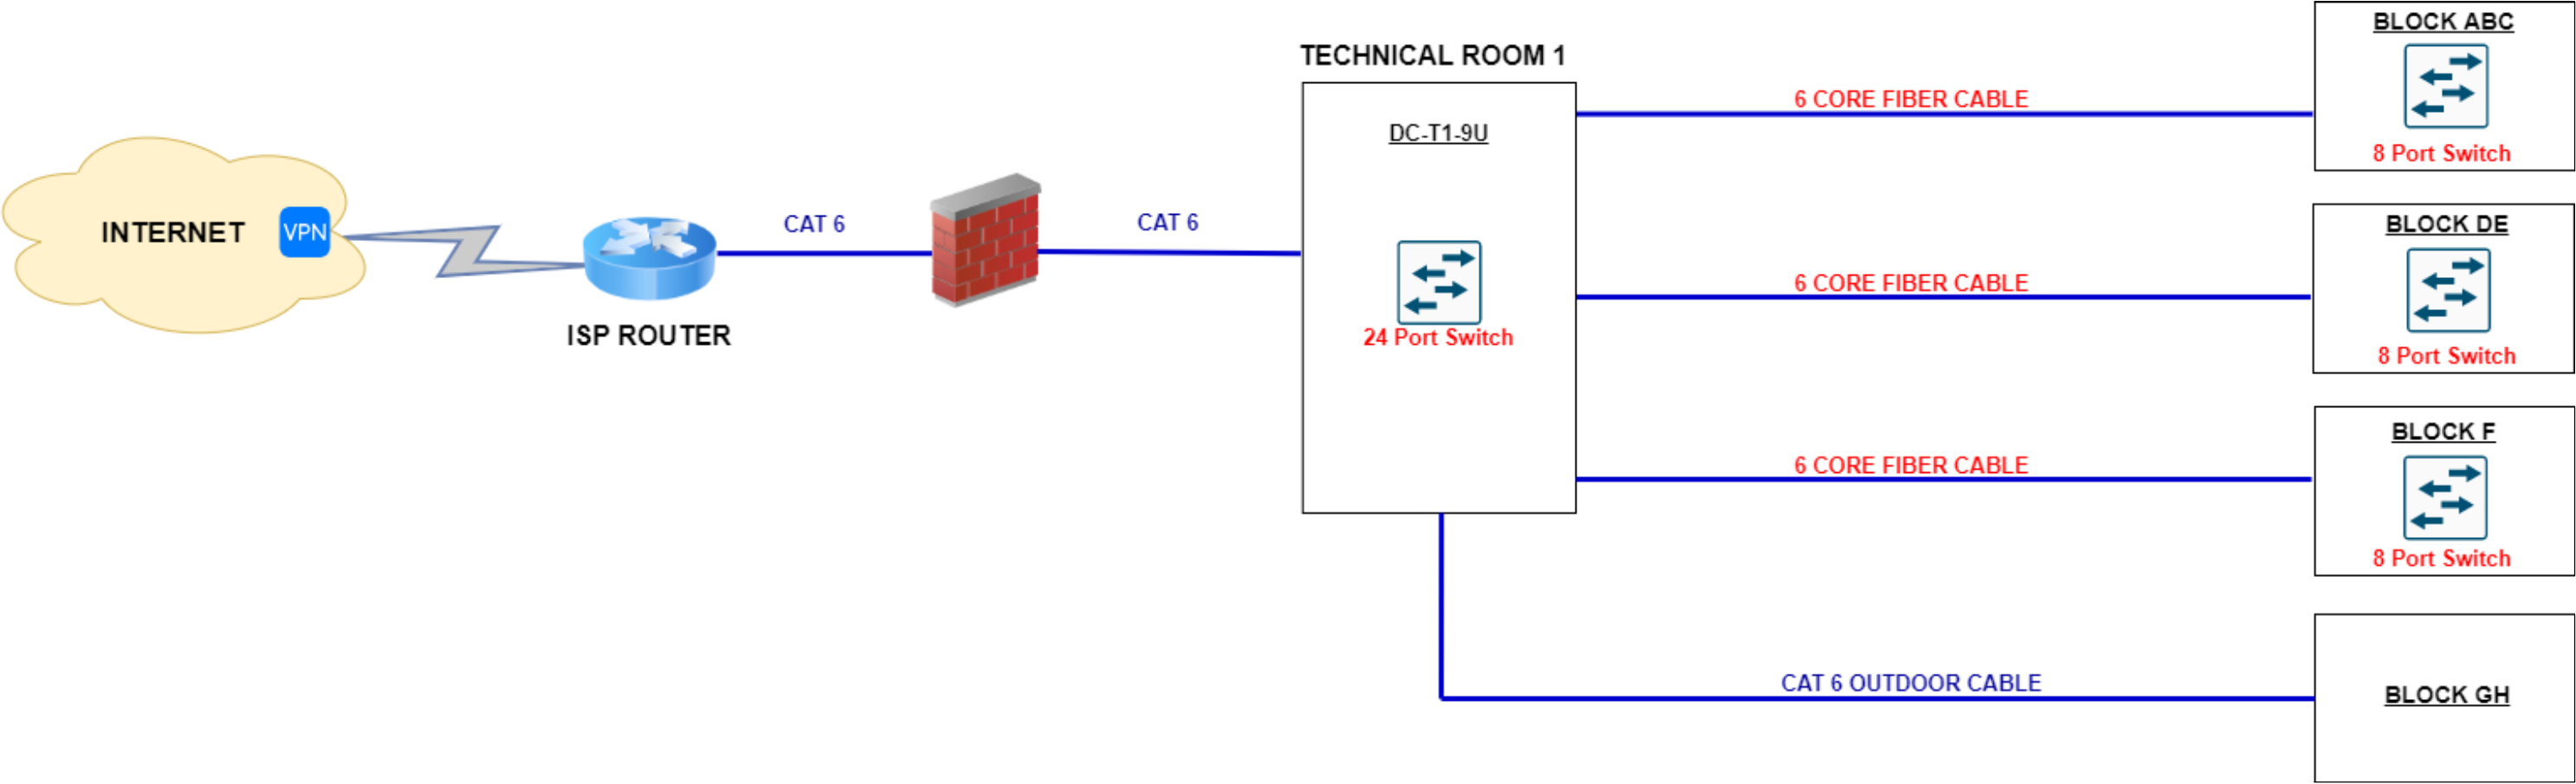 INTERNET
VPN
ISP ROUTER
CAT 6
CAT 6
TECHNICAL ROOM 1
DC-T1-9U
24 Port Switch
6 CORE FIBER CABLE
6 CORE FIBER CABLE
6 CORE FIBER CABLE
CAT 6 OUTDOOR CABLE
BLOCK ABC
8 Port Switch
BLOCK DE
8 Port Switch
BLOCK F
8 Port Switch
BLOCK GH